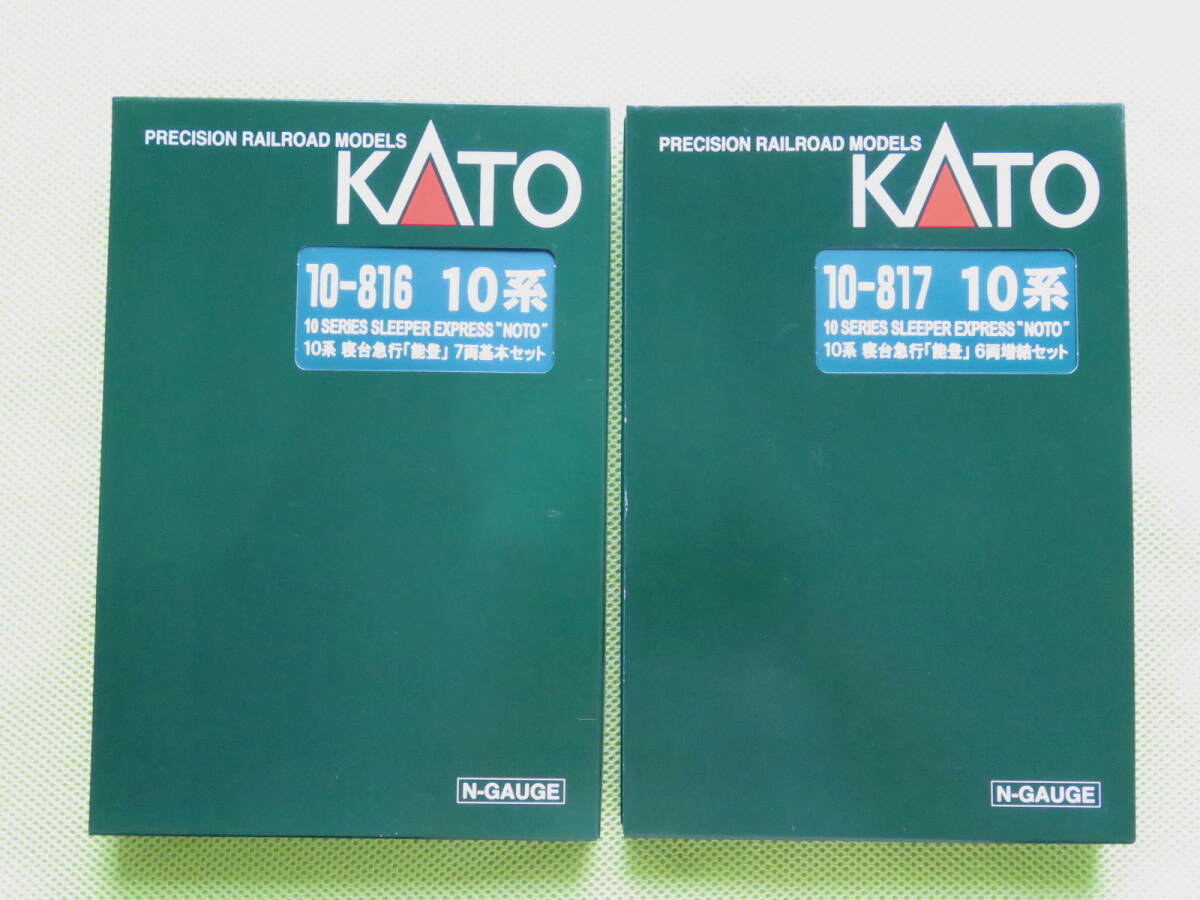 PRECISION RAILROAD MODELS
KATO
10-816 10系
10 SERIES SLEEPER EXPRESS "NOTO"
10系 寝台急行「能登」7両基本セット
N-GAUGE
PRECISION RAILROAD MODELS
KATO
10-817 10系
10 SERIES SLEEPER EXPRESS "NOTO"
10系 寝台急行「能登」6両増結セット
N-GAUGE